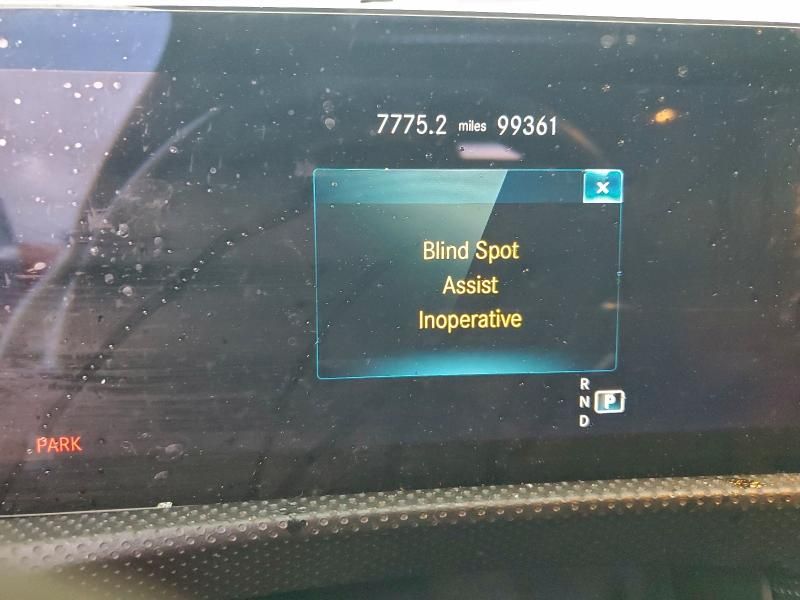 7775.2 miles 99361
X
Blind Spot
Assist
Inoperative
R
N P
D
PARK